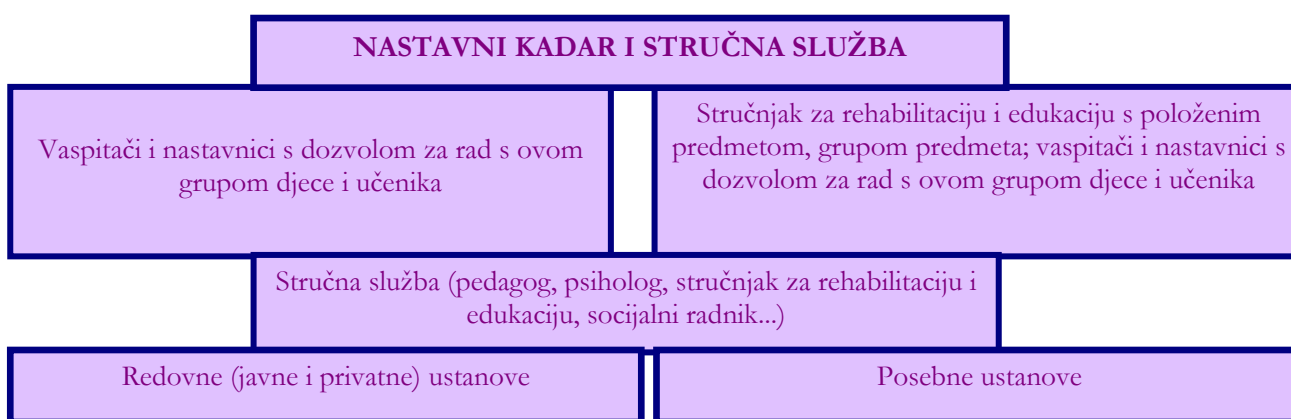 NASTAVNI KADAR I STRUČNA SLUŽBA
Vaspitači i nastavnici s dozvolom za rad s ovom
grupom djece i učenika
Stručnjak za rehabilitaciju i edukaciju s položenim
predmetom, grupom predmeta; vaspitači i nastavnici s
dozvolom za rad s ovom grupom djece i učenika
Stručna služba (pedagog, psiholog, stručnjak za rehabilitaciju i
edukaciju, socijalni radnik...)
Redovne (javne i privatne) ustanove
Posebne ustanove